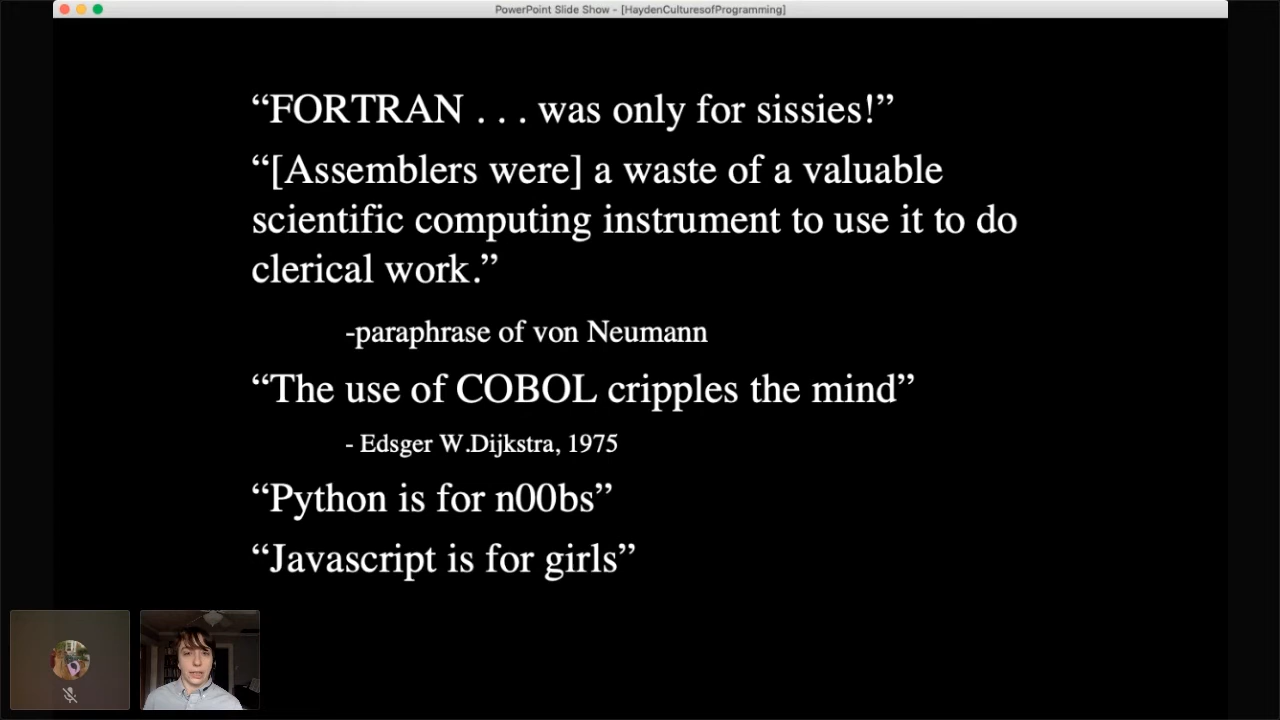 PowerPoint Slide Show - [HaydenCulturesofProgramming]
“FORTRAN . . . was only for sissies!”
“[Assemblers were] a waste of a valuable
scientific computing instrument to use it to do
clerical work.”
-paraphrase of von Neumann
“The use of COBOL cripples the mind”
- Edsger W.Dijkstra, 1975
“Python is for n00bs”
“Javascript is for girls”